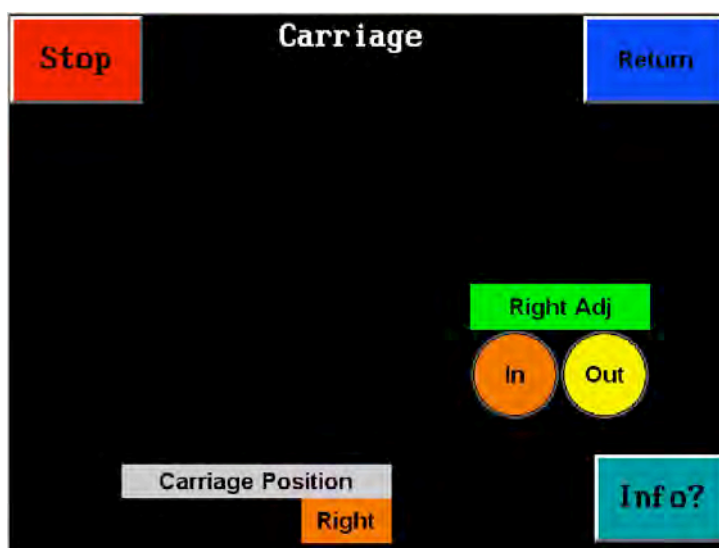 Carriage
Stop
Return
Right Adj
In
Out
Carriage Position
Right
Info?